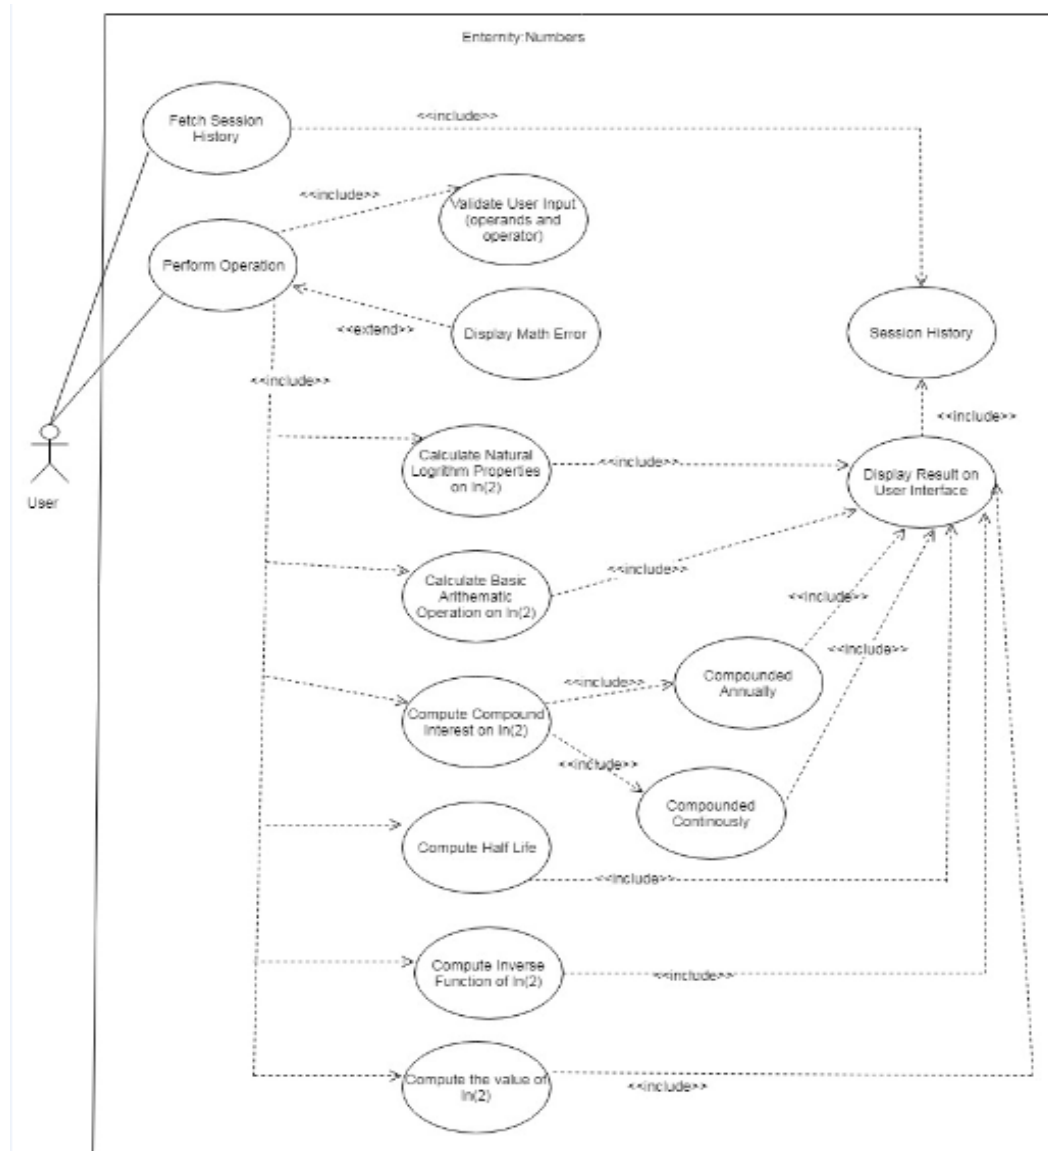 Enternity:Numbers
Fetch Session
History
<<include>>
<<include>>
Validate User Input
(operands and
operator)
Perform Operation
<<extend>>
Display Math Error
Session History
<<include>>
<<include>>
Calculate Natural
Logrithm Properties
on ln(2)
<<include>>
Display Result on
User Interface
User
Calculate Basic
Arithematic
Operation on ln(2)
<<include>>
<<include>>
<<include>>
Compute Compound
Interest on ln(2)
<<include>>
Compounded
Annually
<<include>>
Compounded
Continously
Compute Half Life
<<include>>
Compute Inverse
Function of ln(2)
<<include>>
Compute the value of
ln(2)
<<include>>